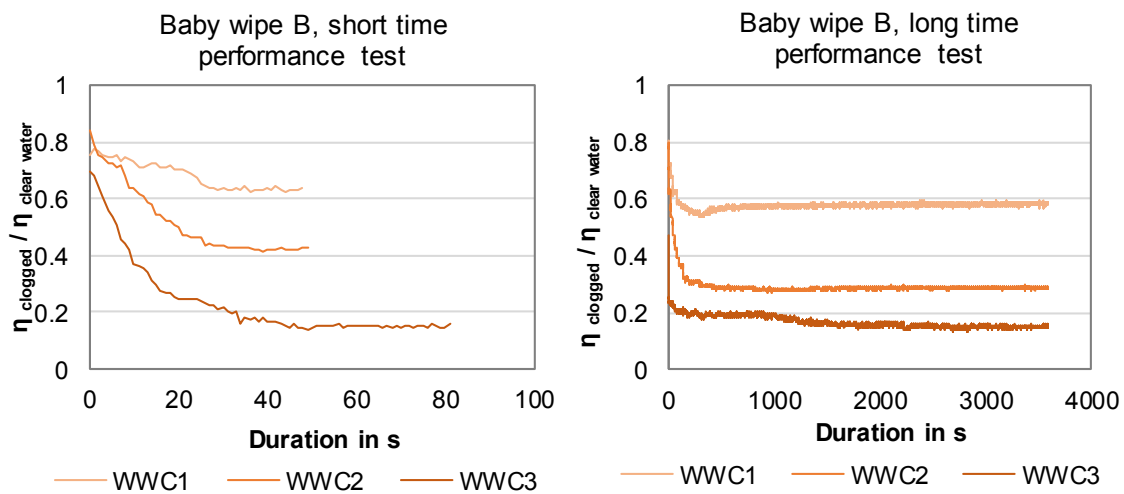 Baby wipe B, short time
performance test
η clogged / η clear water
1
0.8
0.6
0.4
0.2
0
0 20 40 60 80 100
Duration in s
WWC1 WWC2 WWC3
Baby wipe B, long time
performance test
η clogged / η clear water
1
0.8
0.6
0.4
0.2
0
0 1000 2000 3000 4000
Duration in s
WWC1 WWC2 WWC3